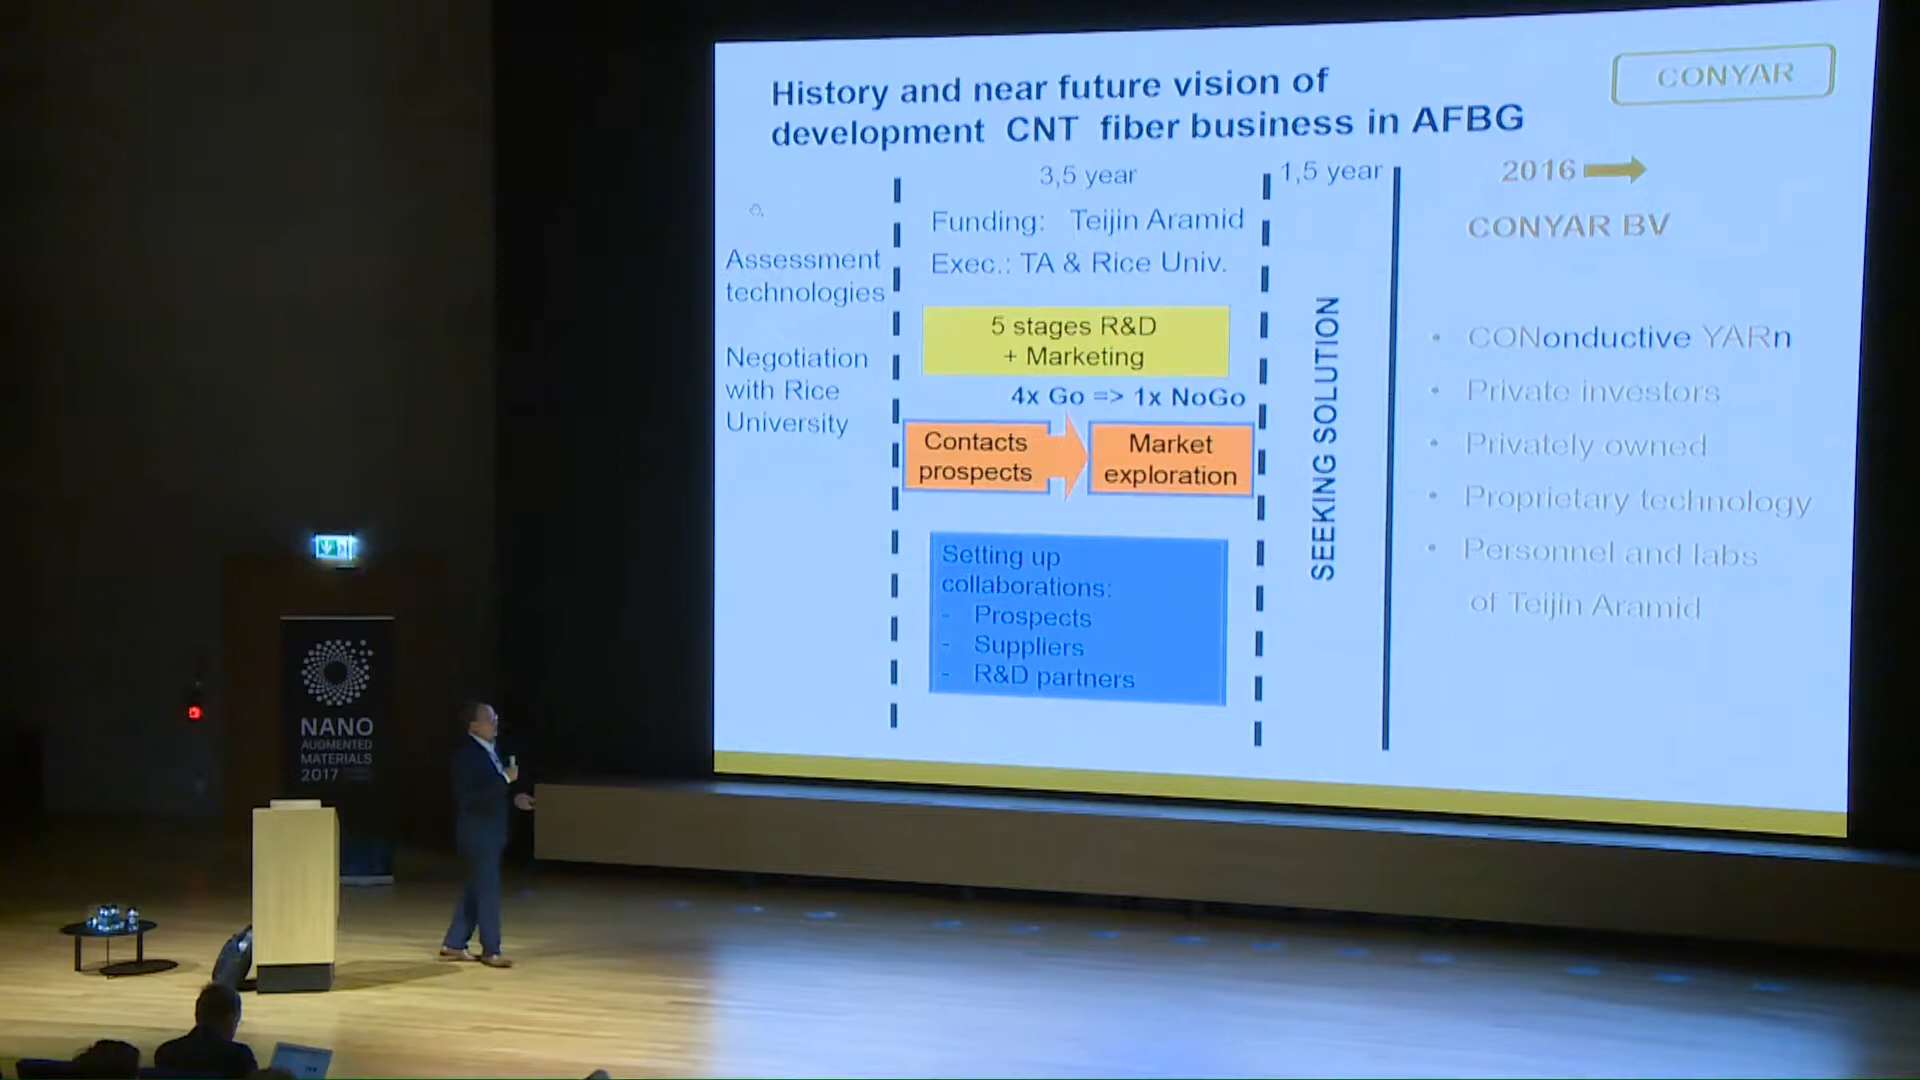 History and near future vision of
development CNT fiber business in AFBG
CONYAR
Assessment
technologies
Negotiation
with Rice
University
3,5 year
Funding: Teijin Aramid
Exec.: TA & Rice Univ.
5 stages R&D
+ Marketing
4x Go => 1x NoGo
Contacts
prospects
Market
exploration
Setting up
collaborations:
- Prospects
- Suppliers
- R&D partners
1,5 year
SEEKING SOLUTION
2016
CONYAR BV
• CONonductive YARn
• Private investors
• Privately owned
• Proprietary technology
• Personnel and labs
of Teijin Aramid
NANO
AUGMENTED
MATERIALS
2017